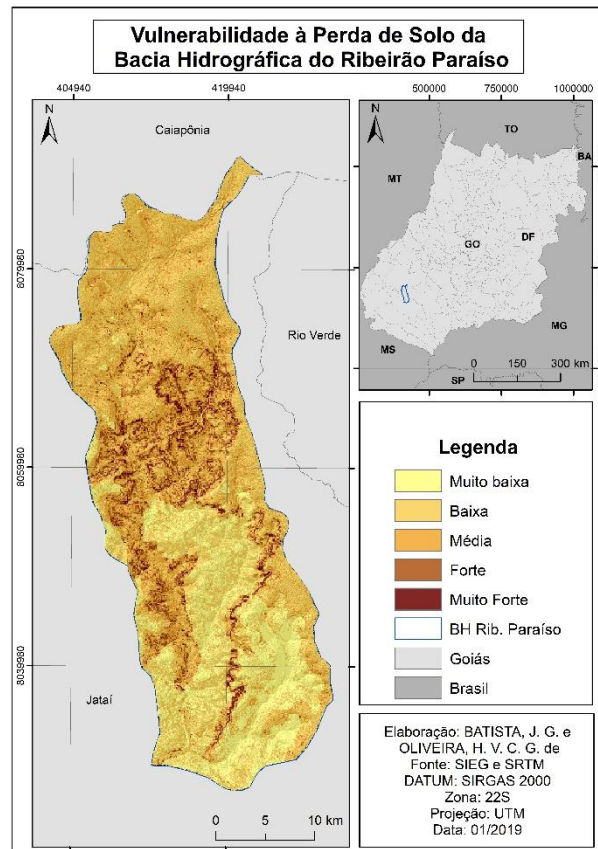 Vulnerabilidade à Perda de Solo da
Bacia Hidrográfica do Ribeirão Paraíso
404940 419940
N
Caiapônia
8079980
Rio Verde
8059980
8039980
Jataí
0 5 10 km
500000 750000 1000000
N
TO
BA
MT
DF
GO
MG
MS
0 150 300 km
SP
Legenda
Muito baixa
Baixa
Média
Forte
Muito Forte
BH Rib. Paraíso
Goiás
Brasil
Elaboração: BATISTA, J. G. e
OLIVEIRA, H. V. C. G. de
Fonte: SIEG e SRTM
DATUM: SIRGAS 2000
Zona: 22S
Projeção: UTM
Data: 01/2019